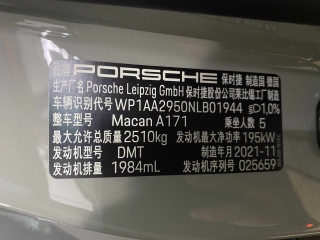 品牌 PORSCHE 保时捷 制造国 德国
生产厂名 Porsche Leipzig GmbH 保时捷股份公司莱比锡工厂制造
车辆识别代号 WP1AA2950NLB01944 1,0%
整车型号 Macan A171 乘坐人数 5
最大允许总质量 2510kg 发动机最大净功率 195kW
发动机型号 DMT 制造年月 2021-11
发动机排量 1984mL 发动机序列号 025659